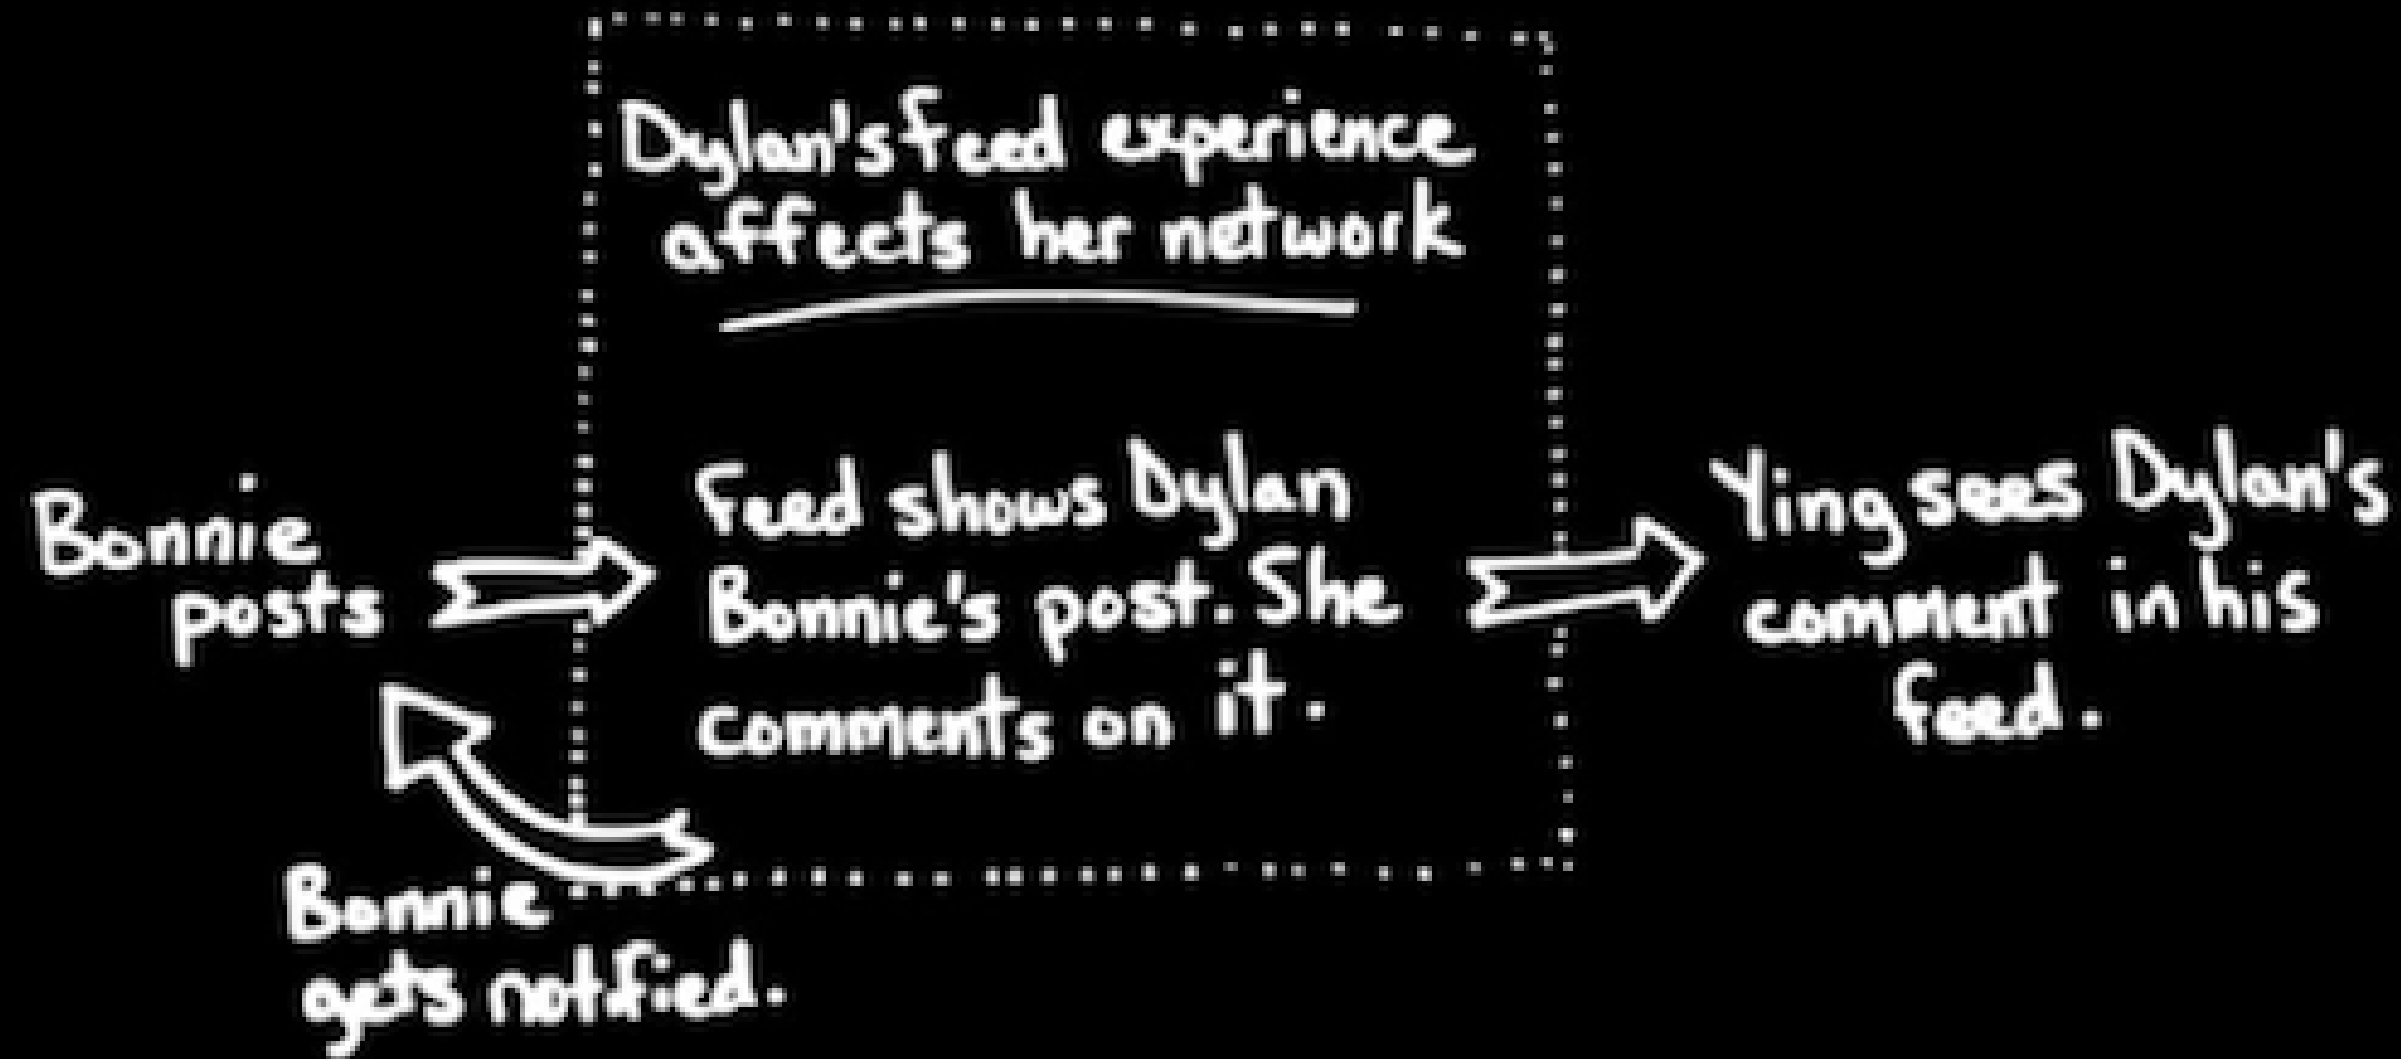 Dylan's feed experience
affects her network
Bonnie
posts
Feed shows Dylan
Bonnie's post. She
comments on it.
Ying sees Dylan's
comment in his
feed.
Bonnie
gets notified.